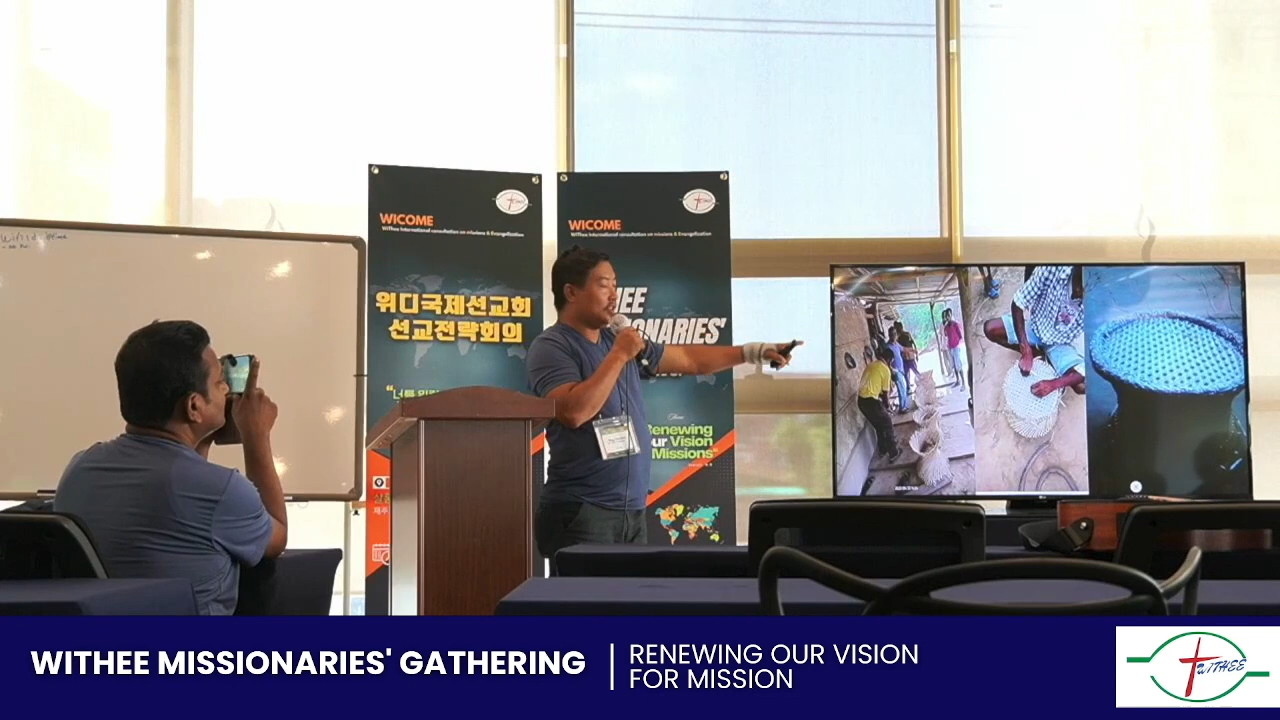 WICOME
WiThee International consultation on missions & Evangelization
위디국제선교회
선교전략회의
WICOME
WiThee International consultation on missions & Evangelization
Renewing
our Vision
Missions
WITHEE MISSIONARIES' GATHERING
RENEWING OUR VISION
FOR MISSION
WiTHEE